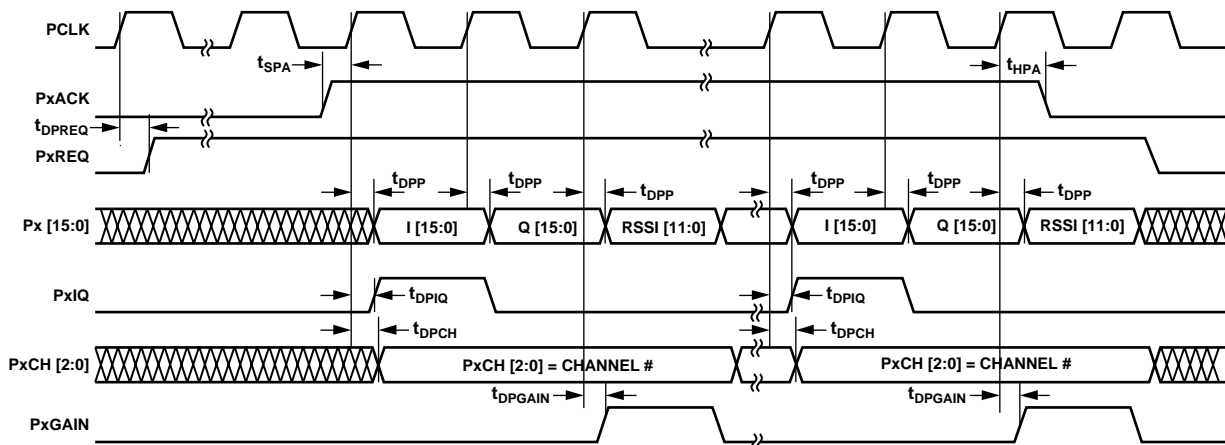 PCLK
tSPA
tHPA
PxACK
tDPREQ
PxREQ
tDPP tDPP tDPP tDPP tDPP tDPP
Px [15:0] I [15:0] Q [15:0] RSSI [11:0] I [15:0] Q [15:0] RSSI [11:0]
PxIQ tDPIQ tDPIQ
tDPCH tDPCH
PxCH [2:0] PxCH [2:0] = CHANNEL # PxCH [2:0] = CHANNEL #
tDPGAIN tDPGAIN
PxGAIN